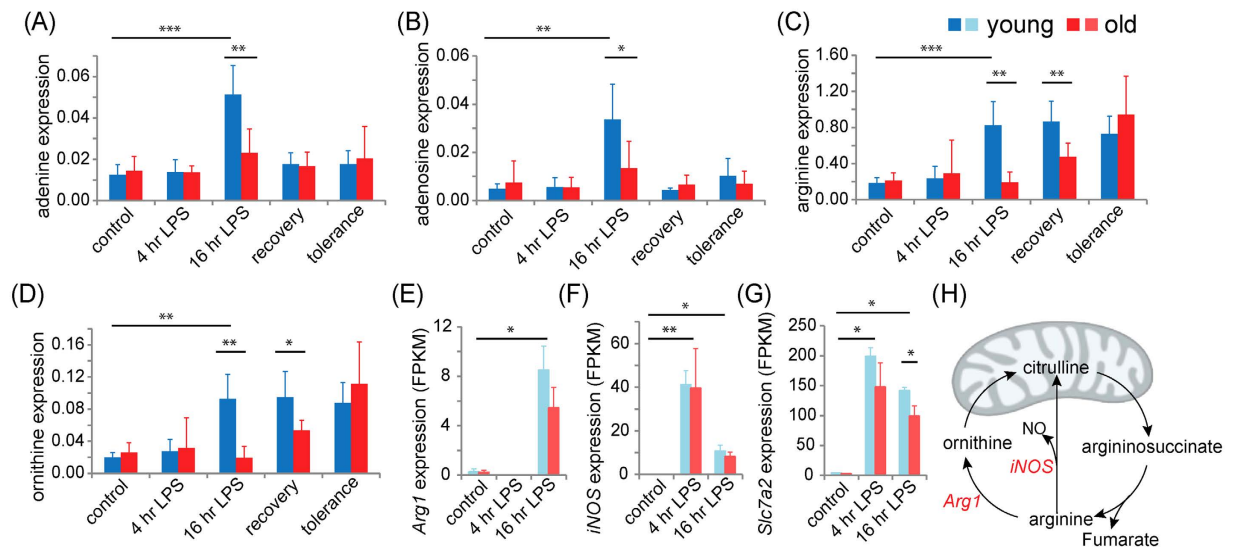 (A)
adenine expression
0.06
0.04
0.02
0.00
***
**
control
4 hr LPS
16 hr LPS
recovery
tolerance
(B)
adenosine expression
0.06
0.04
0.02
0.00
**
*
control
4 hr LPS
16 hr LPS
recovery
tolerance
(C)
young
old
arginine expression
1.60
1.20
0.80
0.40
0.00
***
**
**
control
4 hr LPS
16 hr LPS
recovery
tolerance
(D)
ornithine expression
0.16
0.12
0.08
0.04
0.00
**
**
*
control
4 hr LPS
16 hr LPS
recovery
tolerance
(E)
Arg1 expression (FPKM)
12
8
4
0
*
control
4 hr LPS
16 hr LPS
(F)
iNOS expression (FPKM)
60
40
20
0
*
**
control
4 hr LPS
16 hr LPS
(G)
Slc7a2 expression (FPKM)
250
200
150
100
50
0
*
*
*
control
4 hr LPS
16 hr LPS
(H)
citrulline
NO
ornithine
argininosuccinate
iNOS
Arg1
arginine
Fumarate